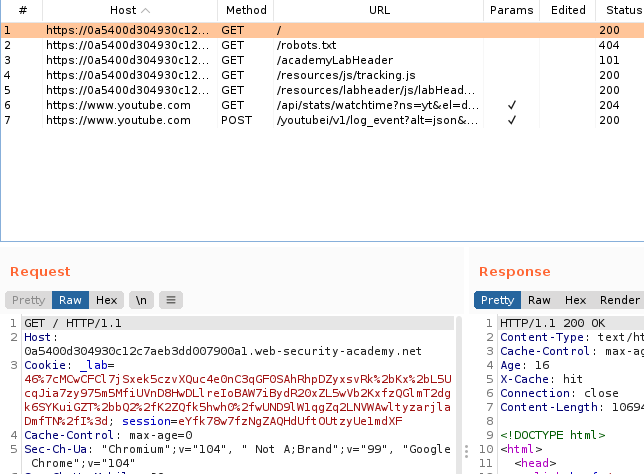 # Host Method URL Params Edited Status
1 https://0a5400d304930c12... GET / 200
2 https://0a5400d304930c12... GET /robots.txt 404
3 https://0a5400d304930c12... GET /academyLabHeader 101
4 https://0a5400d304930c12... GET /resources/js/tracking.js 200
5 https://0a5400d304930c12... GET /resources/labheader/js/labHead... 200
6 https://www.youtube.com GET /api/stats/watchtime?ns=yt&el=d... ✓ 204
7 https://www.youtube.com POST /youtubei/v1/log_event?alt=json&... ✓ 200
Request
Pretty Raw Hex \n
1 GET / HTTP/1.1
2 Host:
0a5400d304930c12c7aeb3dd007900a1.web-security-academy.net
3 Cookie: _lab=
46%7cMCwCFCl7jSxek5czvXQuc4e0nC3qGF0SAhRhpDZyxsvRk%2bKx%2bL5U
cqJia7zy975m5MfiUVnD8HwDLlreIoBAW7iBydR20xZL5wVb2KxfzQGlmT2dg
k6SYKuiGZT%2bbQ2%2fK2ZQfk5hwh0%2fwUND9lW1qgZq2LNVWAwltyzarjla
DmfTN%2fI%3d; session=eYfk78w7fzNgZAQHdUftOUtzyUe1mdXF
4 Cache-Control: max-age=0
5 Sec-Ch-Ua: "Chromium";v="104", " Not A;Brand";v="99", "Google
Chrome";v="104"
Response
Pretty Raw Hex Render
1 HTTP/1.1 200 OK
2 Content-Type: text/ht
3 Cache-Control: max-ag
4 Age: 16
5 X-Cache: hit
6 Connection: close
7 Content-Length: 10694
8
9 <!DOCTYPE html>
10 <html>
11 <head>